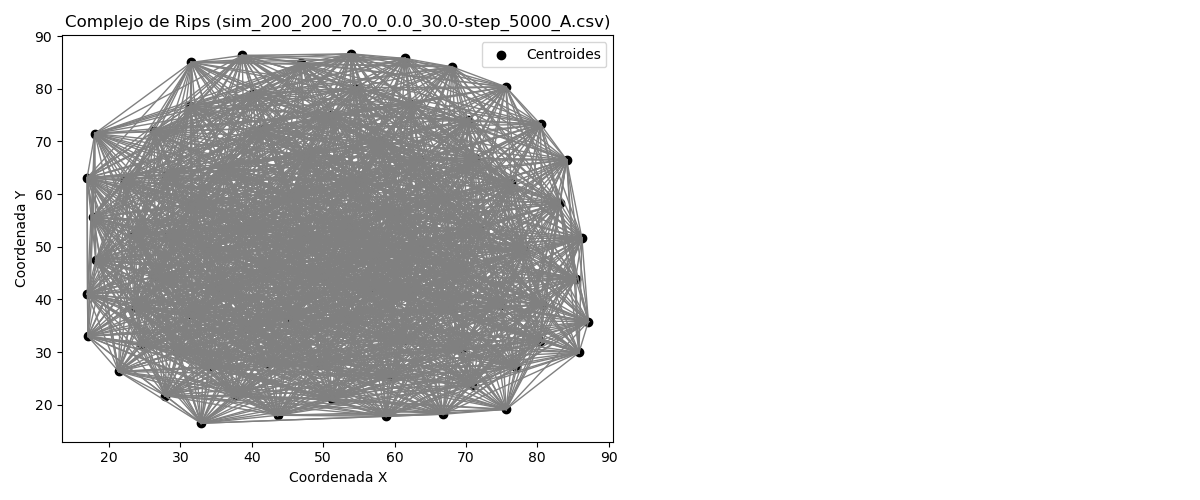 Complejo de Rips (sim_200_200_70.0_0.0_30.0-step_5000_A.csv)
Centroides
90
80
70
60
50
40
30
20
Coordenada Y
20 30 40 50 60 70 80 90
Coordenada X